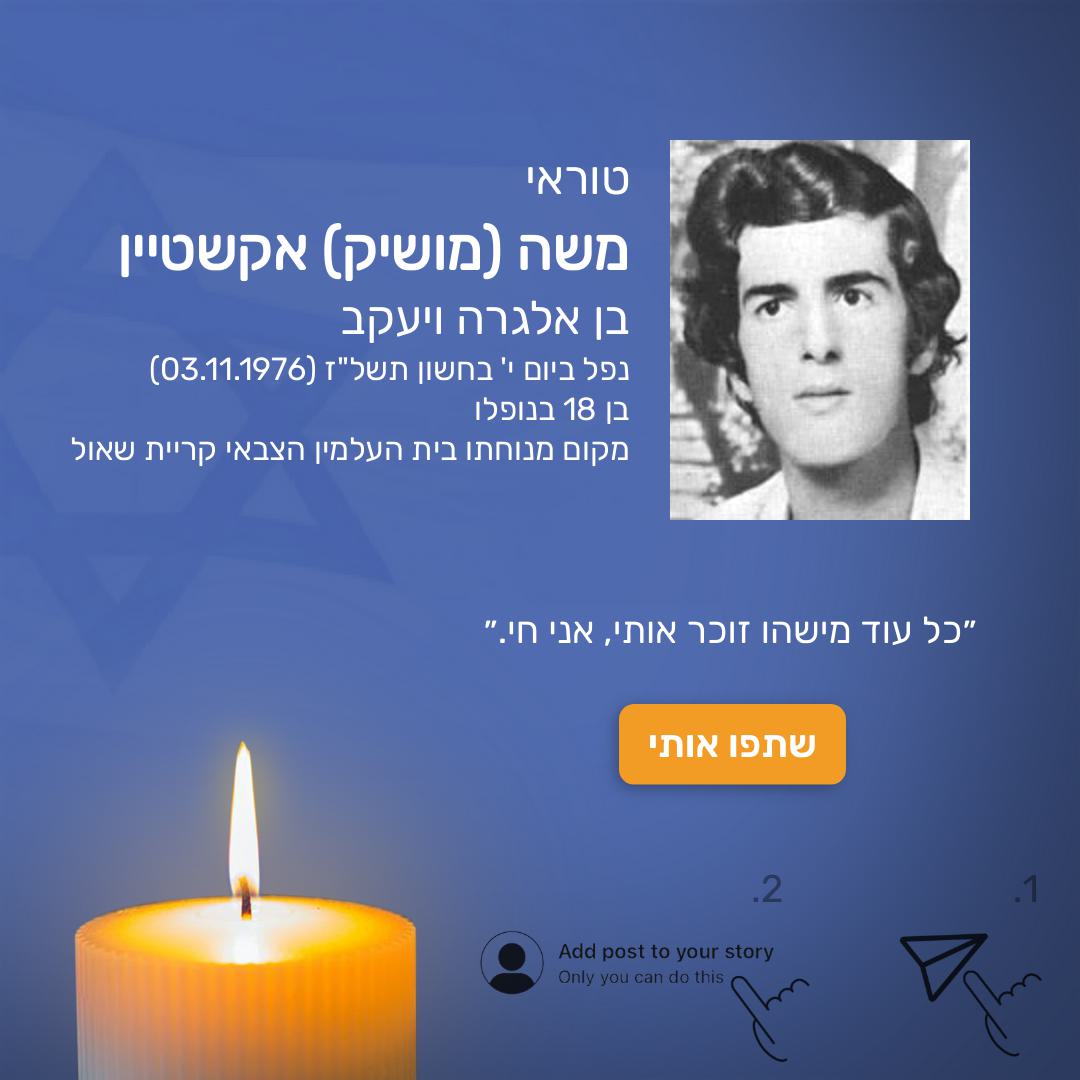 טוראי
משה (מושיק) אקשטיין
בן אלגרה ויעקב
נפל ביום י' בחשון תשל"ז (03.11.1976)
בן 18 בנופלו
מקום מנוחתו בית העלמין הצבאי קריית שאול
״כל עוד מישהו זוכר אותי, אני חי.״
שתפו אותי
1.
2.
Add post to your story
Only you can do this